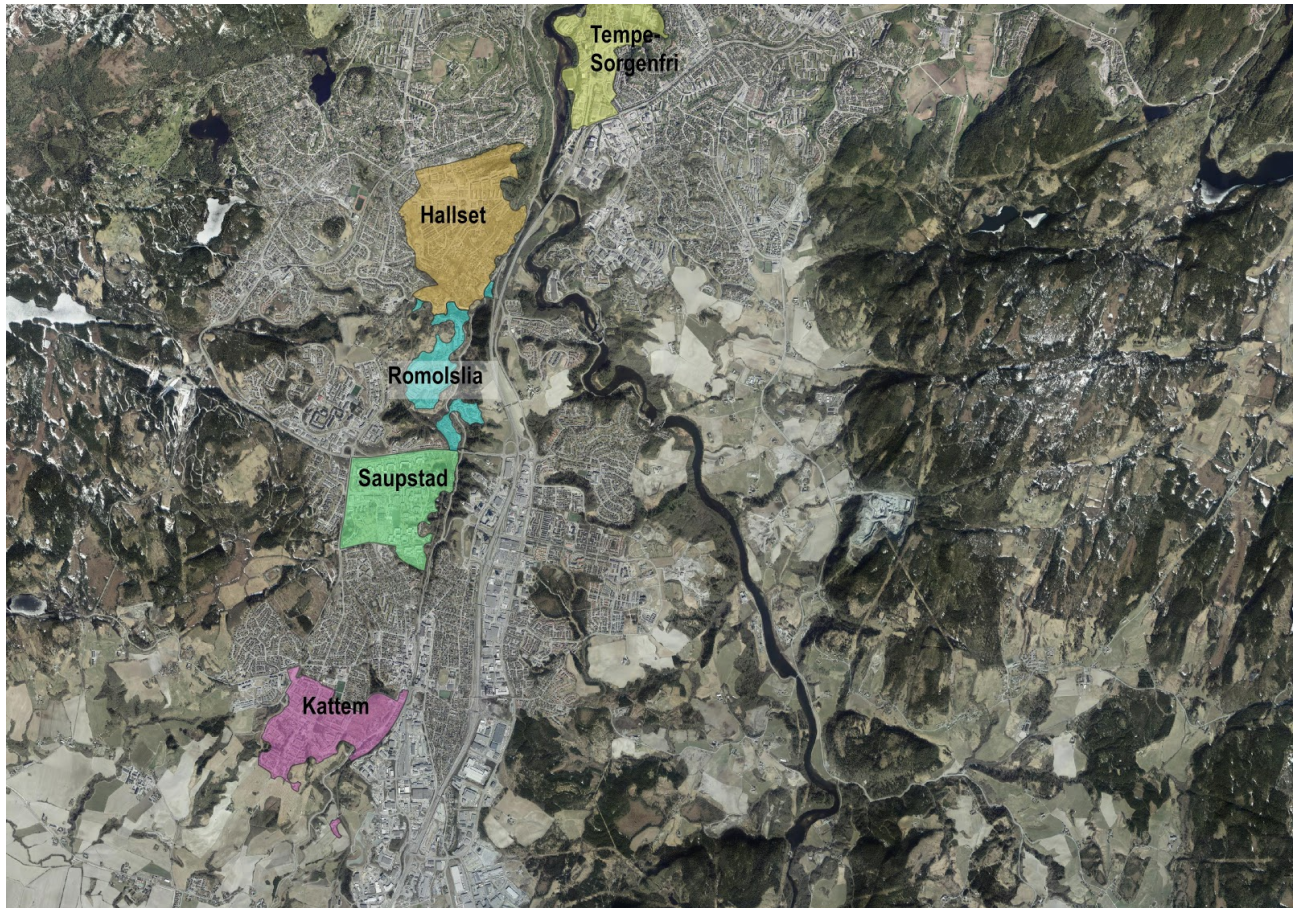 Tempe-
Sorgenfri
Hallset
Romolslia
Saupstad
Kattem